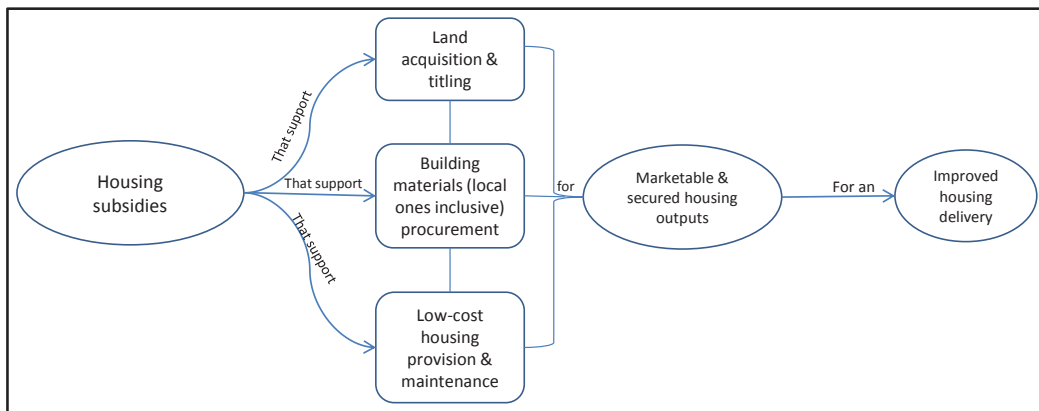 Housing
subsidies
That support
That support
That support
Land
acquisition &
titling
Building
materials (local
ones inclusive)
procurement
Low-cost
housing
provision &
maintenance
for
Marketable &
secured housing
outputs
For an
Improved
housing
delivery